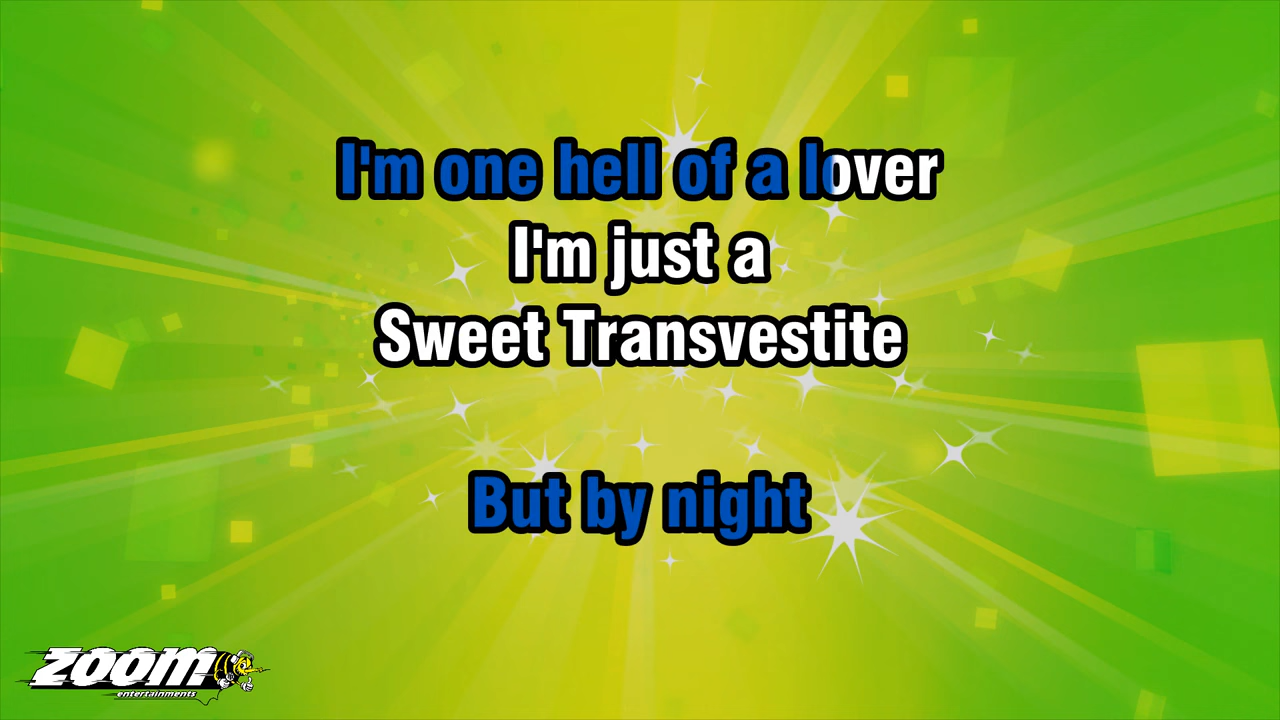 I'm one hell of a lover
I'm just a
Sweet Transvestite
But by night
zoom
entertainments